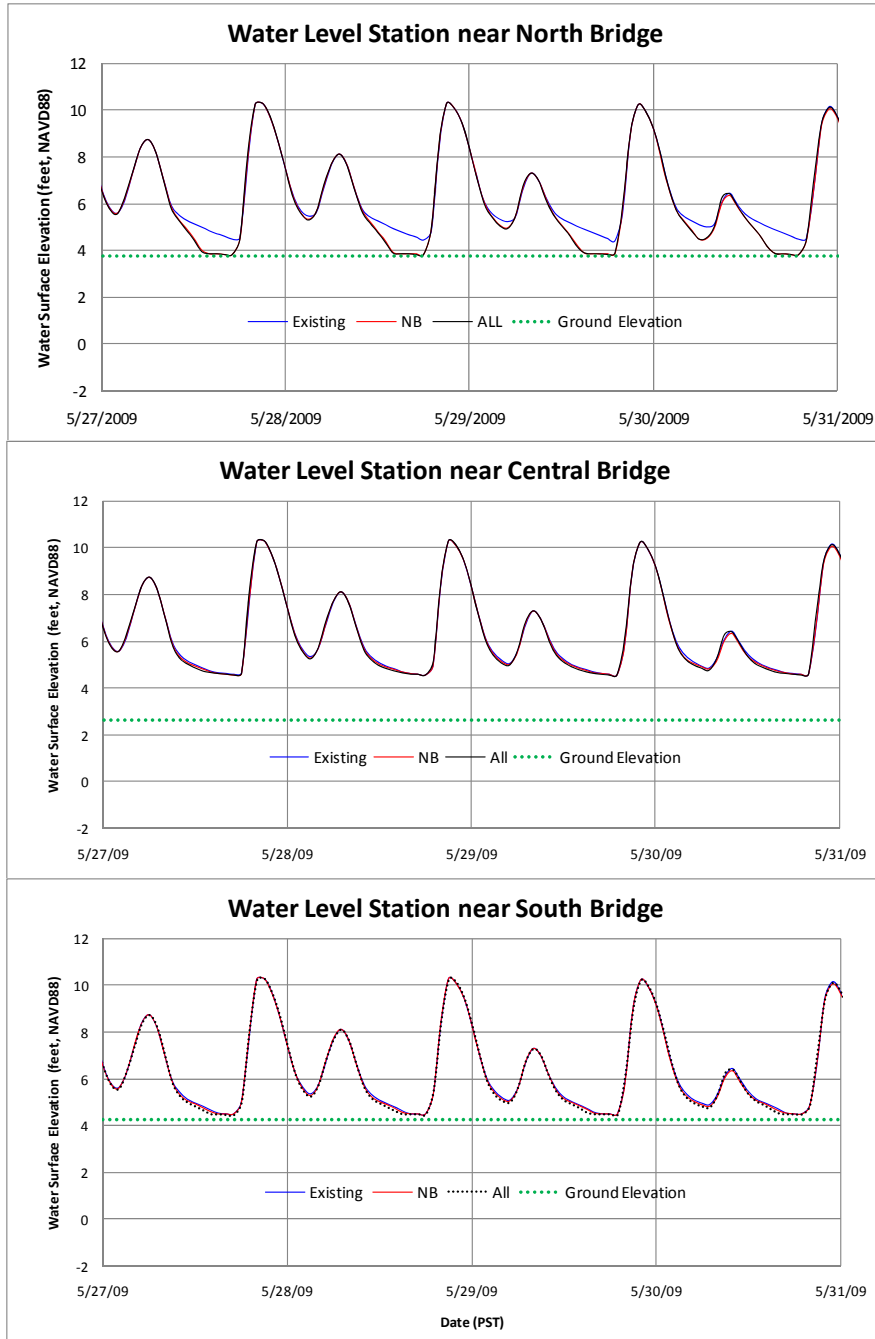 Water Level Station near North Bridge
Water Surface Elevation (feet, NAVD88)
12
10
8
6
4
2
0
-2
Existing NB ALL Ground Elevation
5/27/2009 5/28/2009 5/29/2009 5/30/2009 5/31/2009
Water Level Station near Central Bridge
Water Surface Elevation (feet, NAVD88)
12
10
8
6
4
2
0
-2
Existing NB All Ground Elevation
5/27/09 5/28/09 5/29/09 5/30/09 5/31/09
Water Level Station near South Bridge
Water Surface Elevation (feet, NAVD88)
12
10
8
6
4
2
0
-2
Existing NB All Ground Elevation
5/27/09 5/28/09 5/29/09 5/30/09 5/31/09
Date (PST)